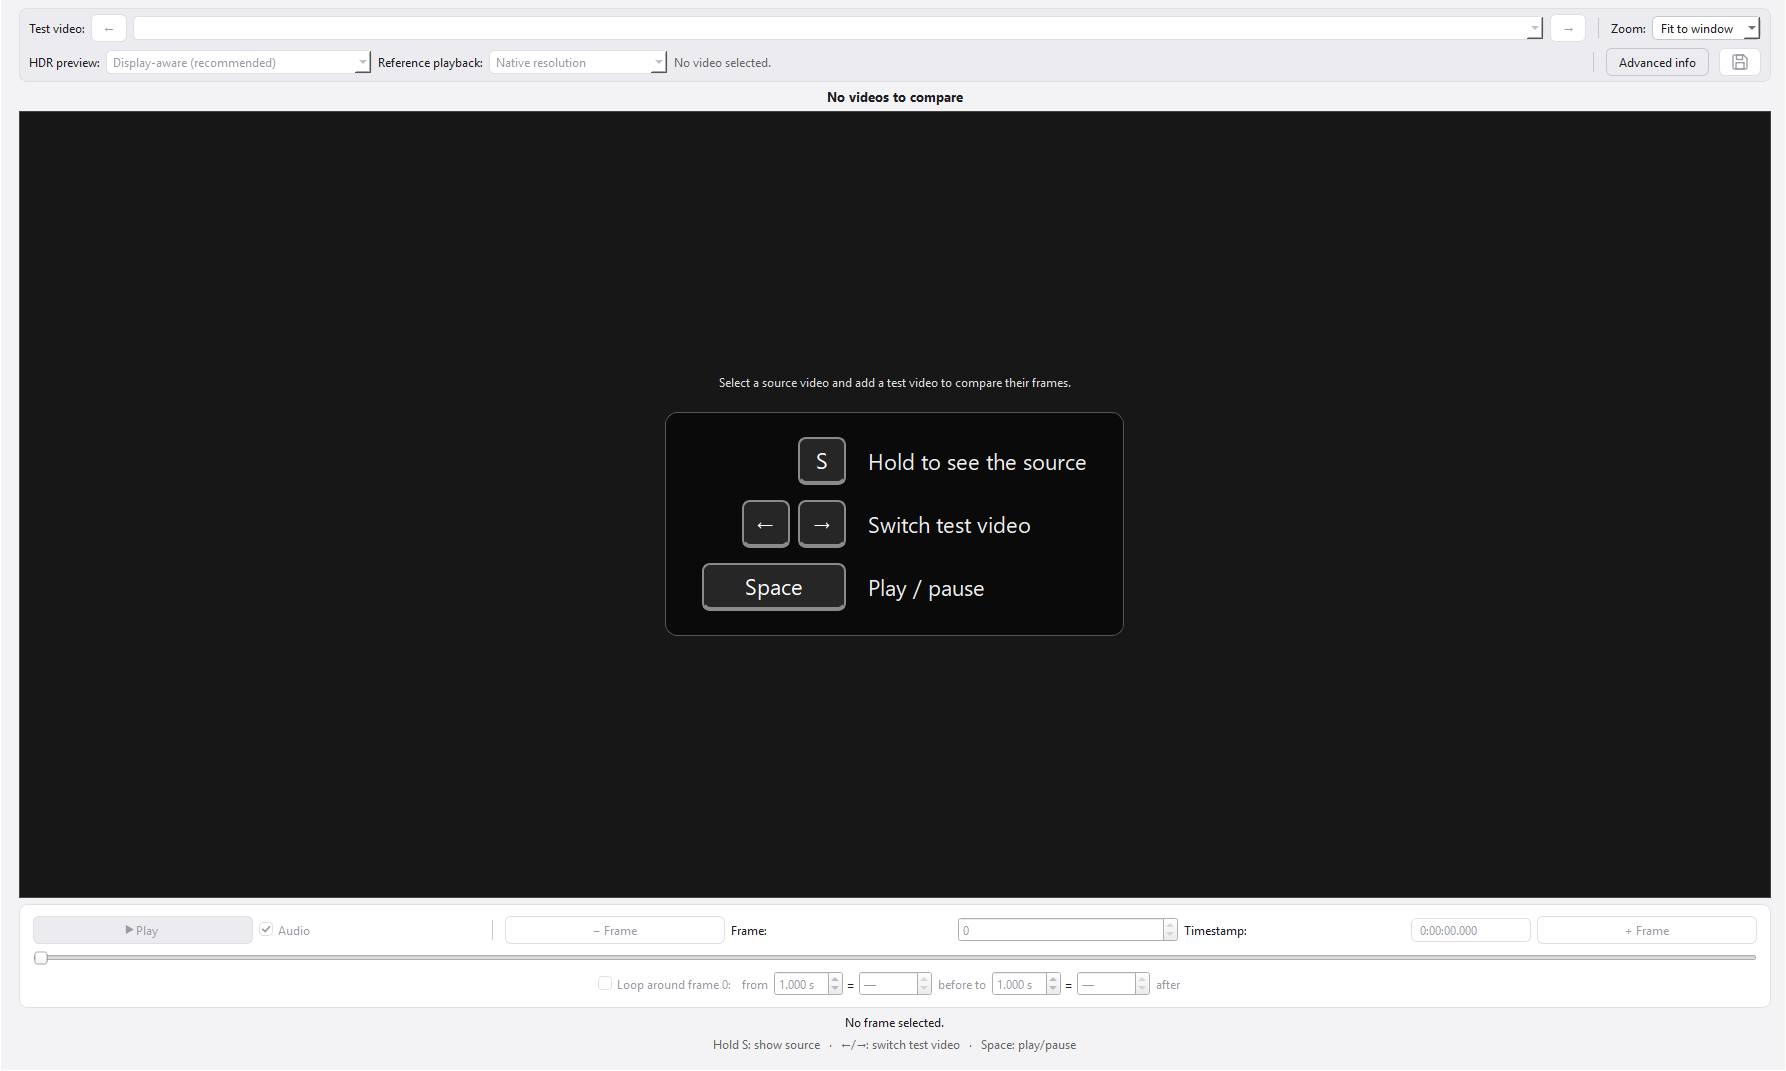 Test video: ← → Zoom: Fit to window
HDR preview: Display-aware (recommended) Reference playback: Native resolution No video selected. Advanced info
No videos to compare
Select a source video and add a test video to compare their frames.
S Hold to see the source
← → Switch test video
Space Play / pause
Play Audio − Frame Frame: 0 Timestamp: 0:00:00.000 + Frame
Loop around frame 0: from 1.000 s = — before to 1.000 s = — after
No frame selected.
Hold S: show source · ←/→: switch test video · Space: play/pause